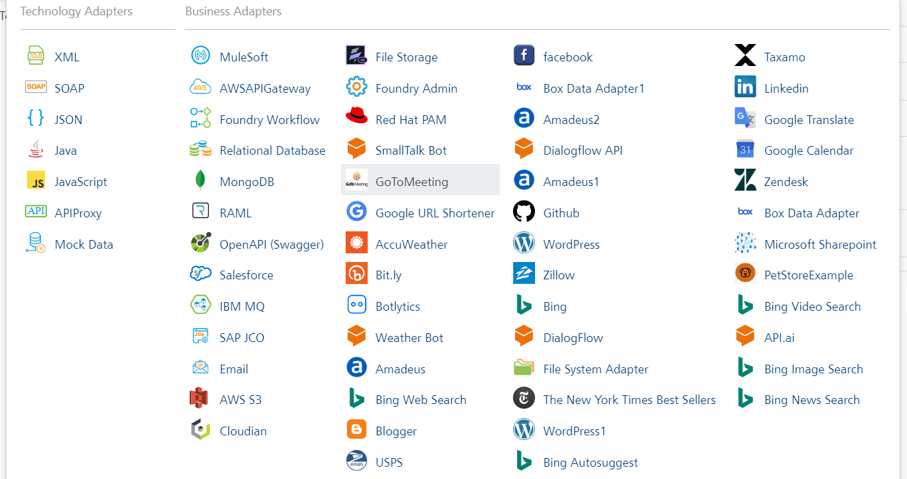 Technology Adapters
Business Adapters
XML
SOAP
JSON
Java
JavaScript
APIProxy
Mock Data
MuleSoft
AWSAPIGateway
Foundry Workflow
Relational Database
MongoDB
RAML
OpenAPI (Swagger)
Salesforce
IBM MQ
SAP JCO
Email
AWS S3
Cloudian
File Storage
Foundry Admin
Red Hat PAM
SmallTalk Bot
GoToMeeting
Google URL Shortener
AccuWeather
Bit.ly
Botlytics
Weather Bot
Amadeus
Bing Web Search
Blogger
USPS
facebook
Box Data Adapter1
Amadeus2
Dialogflow API
Amadeus1
Github
WordPress
Zillow
Bing
DialogFlow
File System Adapter
The New York Times Best Sellers
WordPress1
Bing Autosuggest
Taxamo
Linkedin
Google Translate
Google Calendar
Zendesk
Box Data Adapter
Microsoft Sharepoint
PetStoreExample
Bing Video Search
API.ai
Bing Image Search
Bing News Search